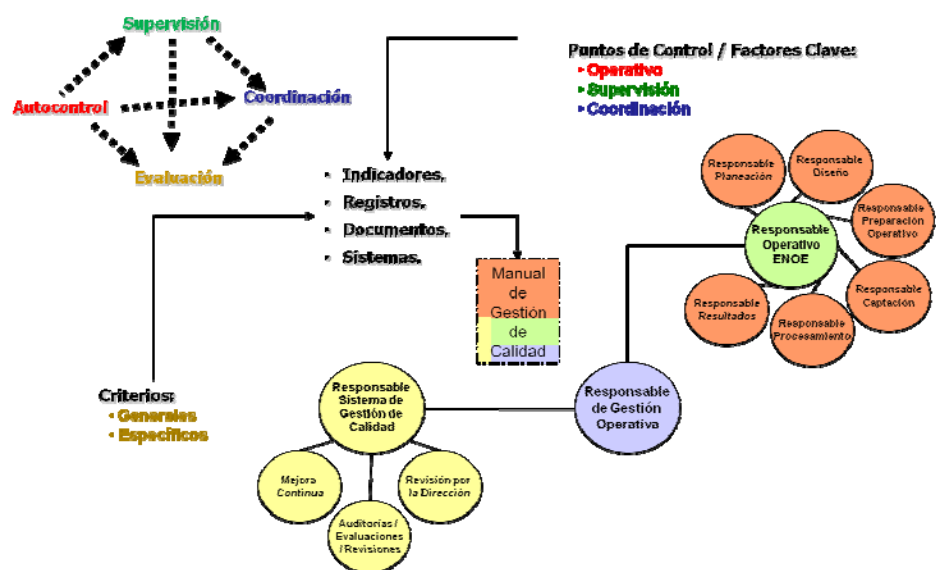 Supervisión
Autocontrol
Coordinación
Evaluación
Puntos de Control / Factores Clave:
• Operativo
• Supervisión
• Coordinación
• Indicadores.
• Registros.
• Documentos.
• Sistemas.
Manual
de
Gestión
de
Calidad
Criterios:
• Generales
• Específicos
Responsable
Planeación
Responsable
Diseño
Responsable
Preparación
Operativo
Responsable
Operativo
ENOE
Responsable
Captación
Responsable
Resultados
Responsable
Procesamiento
Responsable
Sistema de
Gestión de
Calidad
Responsable
de Gestión
Operativa
Mejora
Continua
Revisión por
la Dirección
Auditorías /
Evaluaciones
/ Revisiones